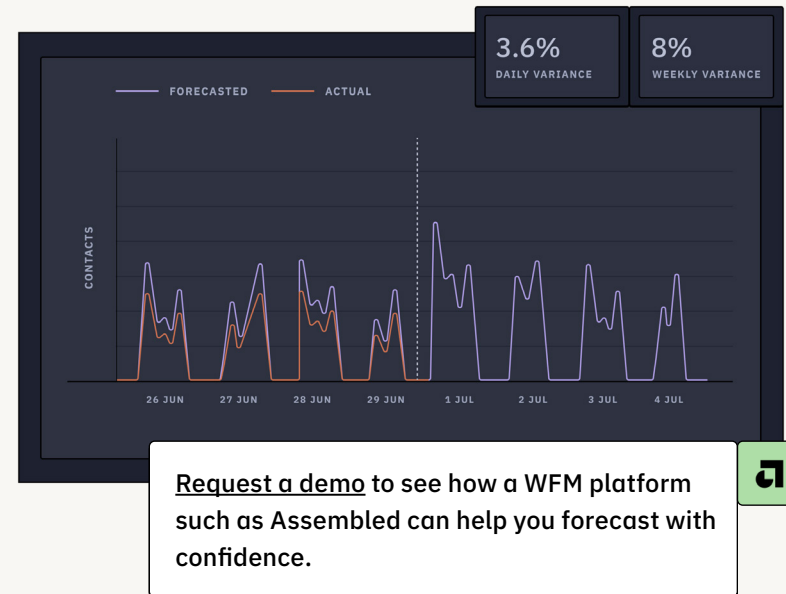 3.6%
DAILY VARIANCE
8%
WEEKLY VARIANCE
FORECASTED
ACTUAL
CONTACTS
26 JUN
27 JUN
28 JUN
29 JUN
1 JUL
2 JUL
3 JUL
4 JUL
Request a demo to see how a WFM platform
such as Assembled can help you forecast with
confidence.